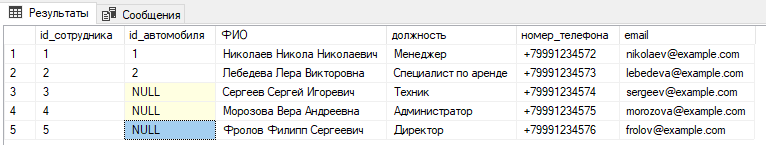 Результаты Сообщения
id_сотрудника id_автомобиля ФИО должность номер_телефона email
1 1 1 Николаев Никола Николаевич Менеджер +79991234572 nikolaev@example.com
2 2 2 Лебедева Лера Викторовна Специалист по аренде +79991234573 lebedeva@example.com
3 3 NULL Сергеев Сергей Игоревич Техник +79991234574 sergeev@example.com
4 4 NULL Морозова Вера Андреевна Администратор +79991234575 morozova@example.com
5 5 NULL Фролов Филипп Сергеевич Директор +79991234576 frolov@example.com